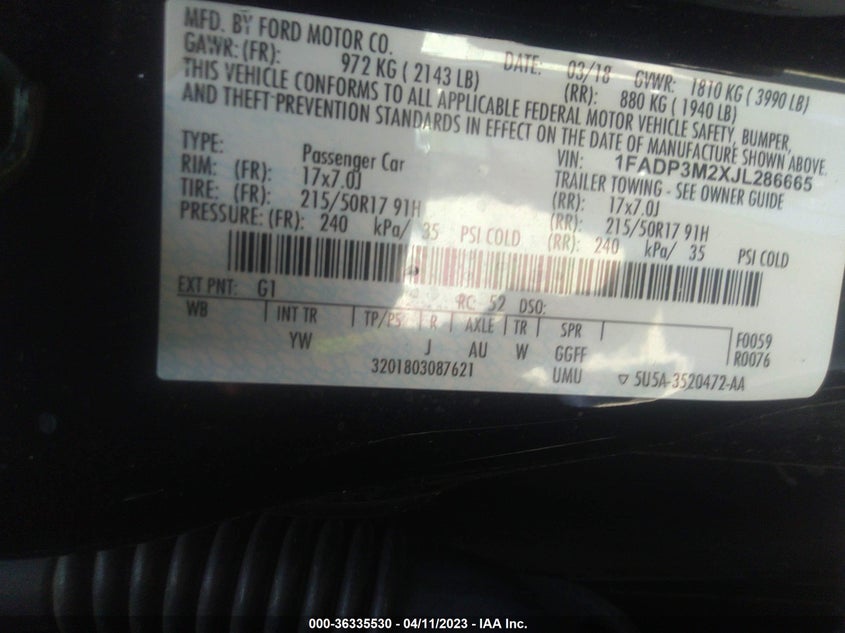 MFD. BY FORD MOTOR CO.
DATE: 03/18 GVWR: 1810 KG ( 3990 LB)
GAWR: (FR): 972 KG ( 2143 LB) (RR): 880 KG ( 1940 LB)
THIS VEHICLE CONFORMS TO ALL APPLICABLE FEDERAL MOTOR VEHICLE SAFETY, BUMPER,
AND THEFT-PREVENTION STANDARDS IN EFFECT ON THE DATE OF MANUFACTURE SHOWN ABOVE.
VIN: 1FADP3M2XJL286665
TYPE: Passenger Car TRAILER TOWING - SEE OWNER GUIDE
RIM: (FR): 17x7.0J (RR): 17x7.0J
TIRE: (FR): 215/50R17 91H (RR): 215/50R17 91H
PRESSURE: (FR): 240 kPa/ 35 PSI COLD (RR): 240 kPa/ 35 PSI COLD
EXT PNT: G1 RC: 52 DSO:
WB INT TR TP/PS R AXLE TR SPR F0059
YW J AU W GGFF R0076
3201803087621 UMU ▽ 5U5A-3520472-AA
000-36335530 - 04/11/2023 - IAA Inc.